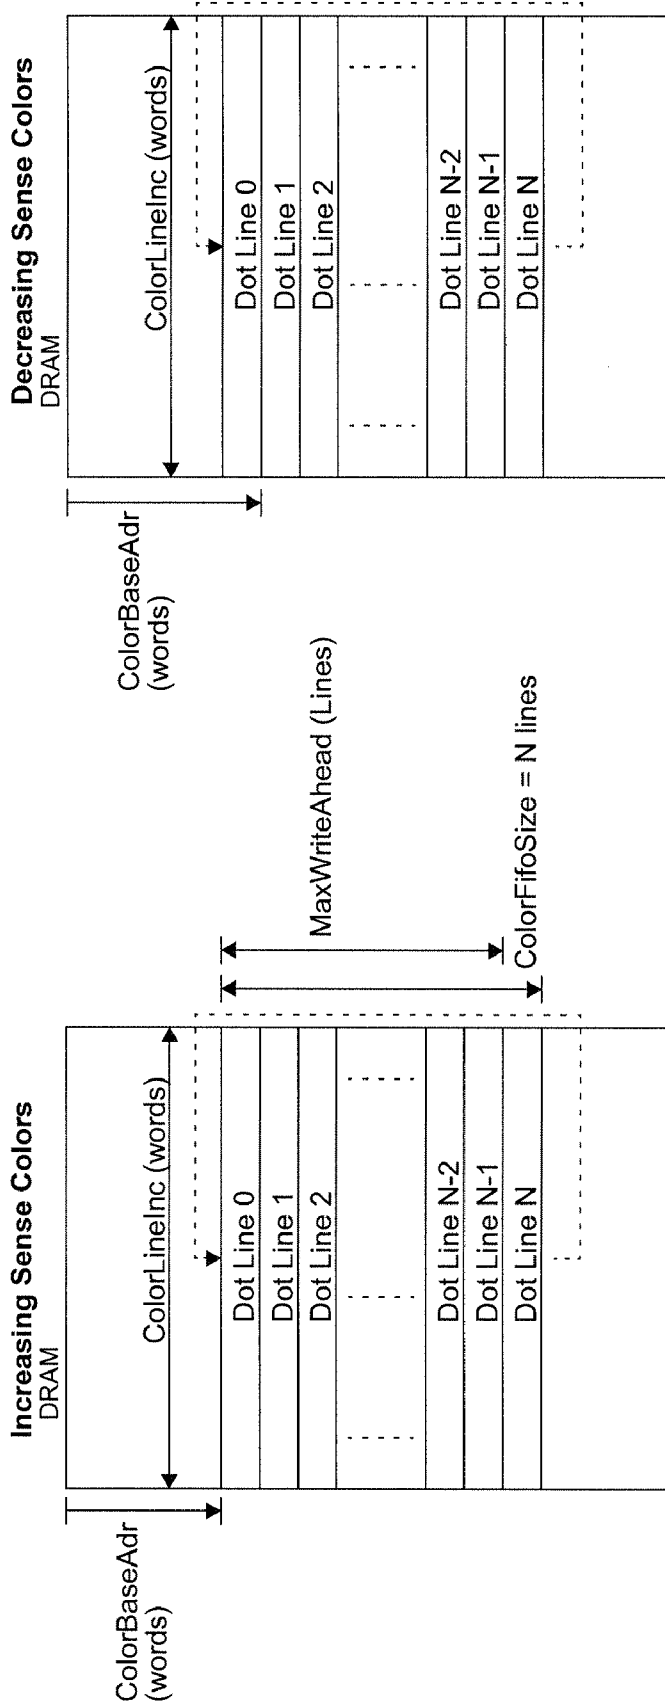 Increasing Sense Colors
DRAM
ColorBaseAdr
(words)
ColorLineInc (words)
Dot Line 0
Dot Line 1
Dot Line 2
Dot Line N-2
Dot Line N-1
Dot Line N
MaxWriteAhead (Lines)
ColorFifoSize = N lines
Decreasing Sense Colors
DRAM
ColorBaseAdr
(words)
ColorLineInc (words)
Dot Line 0
Dot Line 1
Dot Line 2
Dot Line N-2
Dot Line N-1
Dot Line N